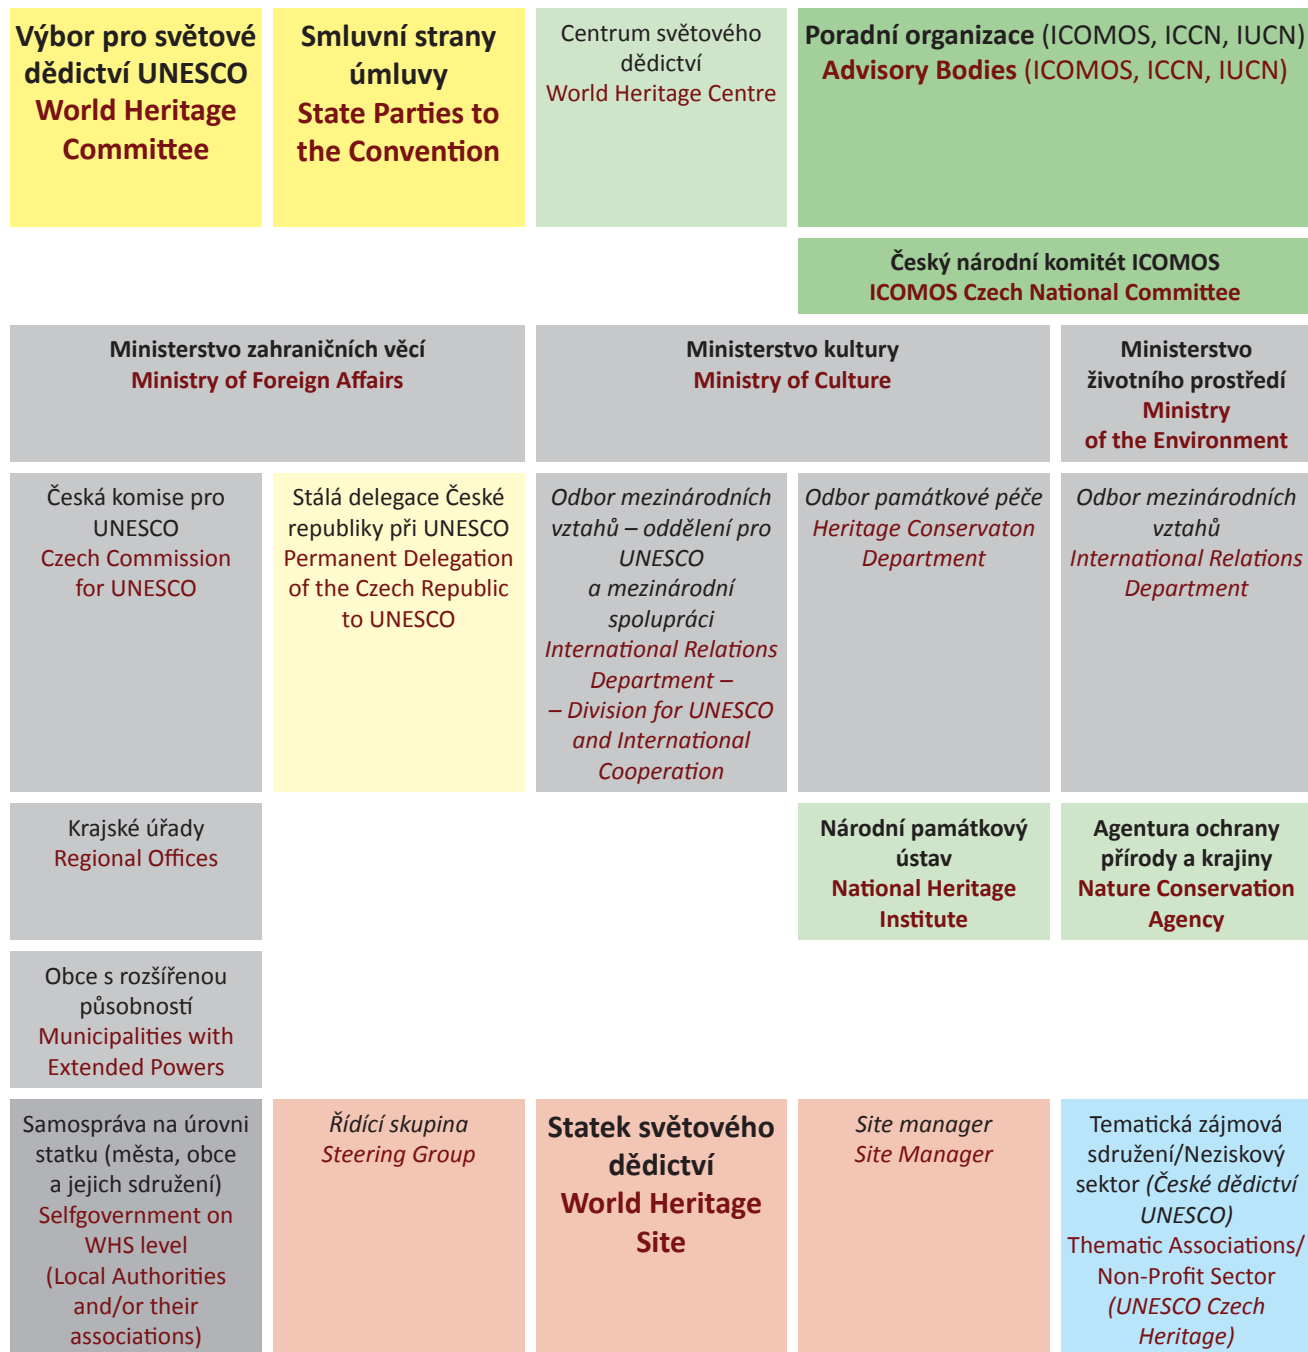 Výbor pro světové
dědictví UNESCO
World Heritage
Committee
Smluvní strany
úmluvy
State Parties to
the Convention
Centrum světového
dědictví
World Heritage Centre
Poradní organizace (ICOMOS, ICCN, IUCN)
Advisory Bodies (ICOMOS, ICCN, IUCN)
Český národní komitét ICOMOS
ICOMOS Czech National Committee
Ministerstvo zahraničních věcí
Ministry of Foreign Affairs
Ministerstvo kultury
Ministry of Culture
Ministerstvo
životního prostředí
Ministry
of the Environment
Česká komise pro
UNESCO
Czech Commission
for UNESCO
Stálá delegace České
republiky při UNESCO
Permanent Delegation
of the Czech Republic
to UNESCO
Odbor mezinárodních
vztahů – oddělení pro
UNESCO
a mezinárodní
spolupráci
International Relations
Department –
– Division for UNESCO
and International
Cooperation
Odbor památkové péče
Heritage Conservaton
Department
Odbor mezinárodních
vztahů
International Relations
Department
Krajské úřady
Regional Offices
Národní památkový
ústav
National Heritage
Institute
Agentura ochrany
přírody a krajiny
Nature Conservation
Agency
Obce s rozšířenou
působností
Municipalities with
Extended Powers
Samospráva na úrovni
statku (města, obce
a jejich sdružení)
Selfgovernment on
WHS level
(Local Authorities
and/or their
associations)
Řídící skupina
Steering Group
Statek světového
dědictví
World Heritage
Site
Site manager
Site Manager
Tematická zájmová
sdružení/Neziskový
sektor (České dědictví
UNESCO)
Thematic Associations/
Non-Profit Sector
(UNESCO Czech
Heritage)